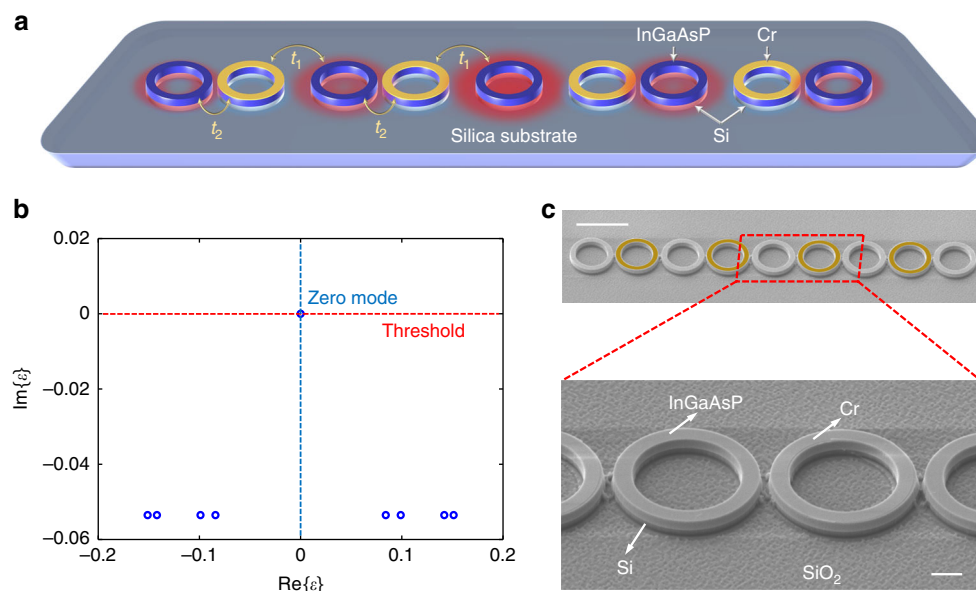 a
InGaAsP
Cr
t1
t1
t2
t2
Silica substrate
Si
b
0.02
0
−0.02
−0.04
−0.06
Im{ε}
Zero mode
Threshold
−0.2
−0.1
0
0.1
0.2
Re{ε}
c
InGaAsP
Cr
Si
SiO2